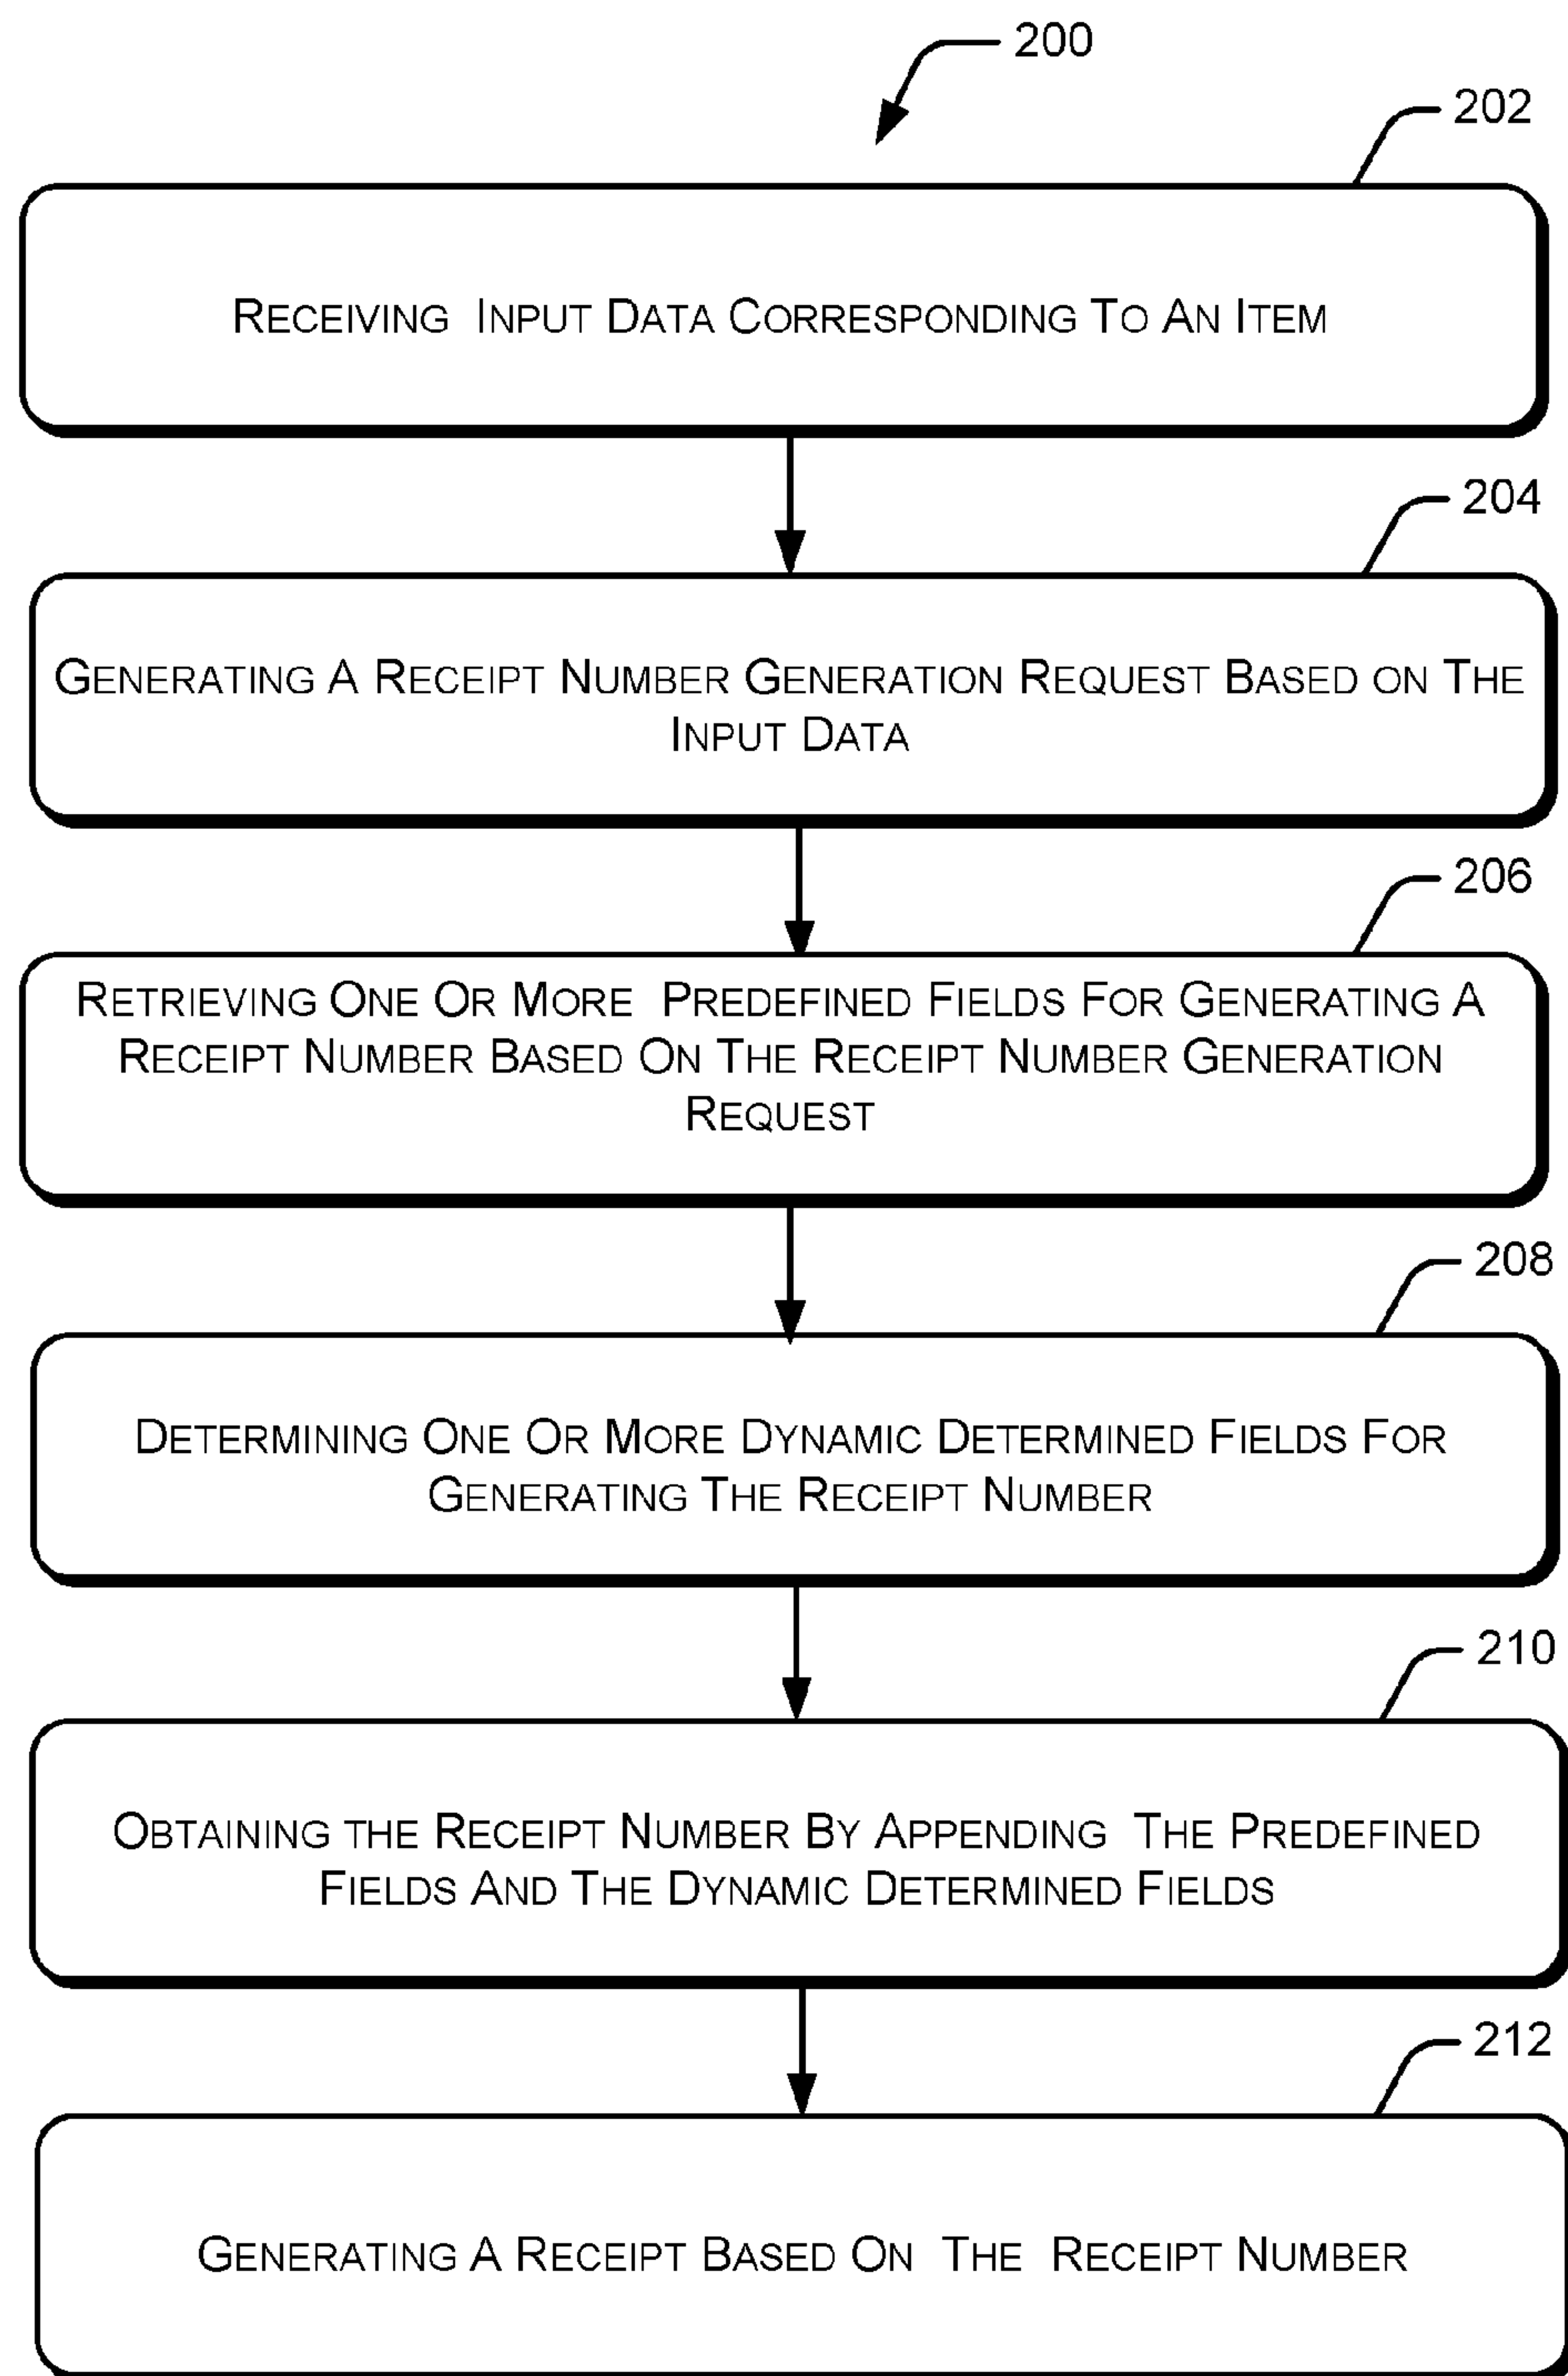 200
202
RECEIVING INPUT DATA CORRESPONDING TO AN ITEM
204
GENERATING A RECEIPT NUMBER GENERATION REQUEST BASED ON THE
INPUT DATA
206
RETRIEVING ONE OR MORE PREDEFINED FIELDS FOR GENERATING A
RECEIPT NUMBER BASED ON THE RECEIPT NUMBER GENERATION
REQUEST
208
DETERMINING ONE OR MORE DYNAMIC DETERMINED FIELDS FOR
GENERATING THE RECEIPT NUMBER
210
OBTAINING THE RECEIPT NUMBER BY APPENDING THE PREDEFINED
FIELDS AND THE DYNAMIC DETERMINED FIELDS
212
GENERATING A RECEIPT BASED ON THE RECEIPT NUMBER